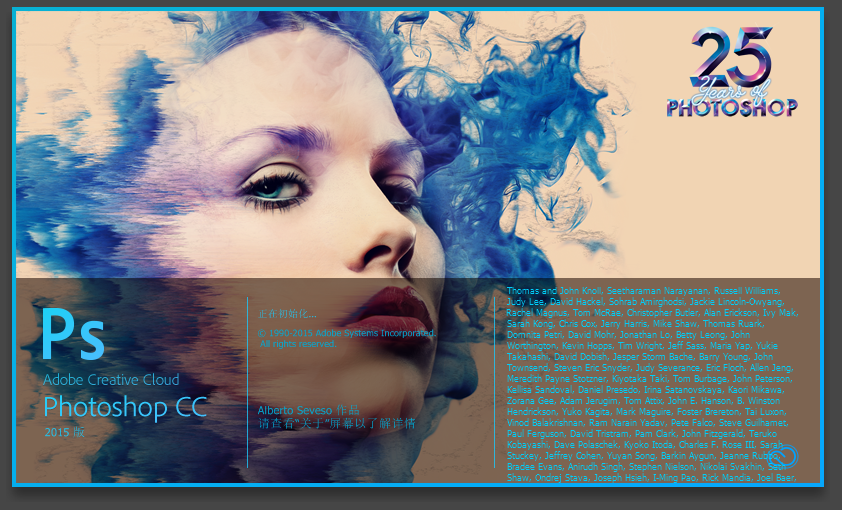 25
Years of
PHOTOSHOP
Ps
Adobe Creative Cloud
Photoshop CC
2015 版
正在初始化...
© 1990-2015 Adobe Systems Incorporated.
All rights reserved.
Alberto Seveso 作品
请查看“关于”屏幕以了解详情
Thomas and John Knoll, Seetharaman Narayanan, Russell Williams,
Judy Lee, David Hackel, Sohrab Amirghodsi, Jackie Lincoln-Owyang,
Rachel Magnus, Tom McRae, Christopher Butler, Alan Erickson, Ivy Mak,
Sarah Kong, Chris Cox, Jerry Harris, Mike Shaw, Thomas Ruark,
Domnita Petri, David Mohr, Jonathan Lo, Betty Leong, John
Worthington, Kevin Hopps, Tim Wright, Jeff Sass, Maria Yap, Yukie
Takahashi, David Dobish, Jesper Storm Bache, Barry Young, John
Townsend, Steven Eric Snyder, Judy Severance, Eric Floch, Allen Jeng,
Meredith Payne Stotzner, Kiyotaka Taki, Tom Burbage, John Peterson,
Kellisa Sandoval, Daniel Presedo, Irina Satanovskaya, Kaori Mikawa,
Zorana Gee, Adam Jerugim, Tom Attix, John E. Hanson, B. Winston
Hendrickson, Yuko Kagita, Mark Maguire, Foster Brereton, Tai Luxon,
Vinod Balakrishnan, Ram Narain Yadav, Pete Falco, Steve Guilhamet,
Paul Ferguson, David Tristram, Pam Clark, John Fitzgerald, Teruko
Kobayashi, Dave Polaschek, Kyoko Itoda, Charles F. Rose III, Sarah
Stuckey, Jeffrey Cohen, Yuyan Song, Barkin Aygun, Jeanne Rubbo,
Bradee Evans, Anirudh Singh, Stephen Nielson, Nikolai Svakhin, Seth
Shaw, Ondrej Stava, Joseph Hsieh, I-Ming Pao, Rick Mandia, Joel Baer,